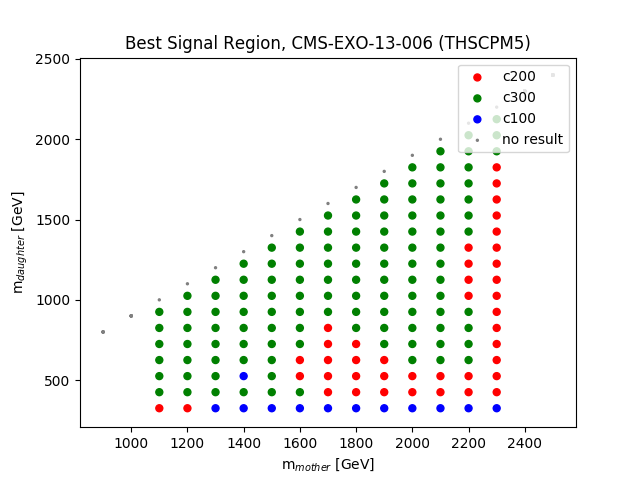 Best Signal Region, CMS-EXO-13-006 (THSCPM5)
c200
c300
c100
no result
2500
2000
1500
1000
500
m_daughter [GeV]
1000 1200 1400 1600 1800 2000 2200 2400
m_mother [GeV]